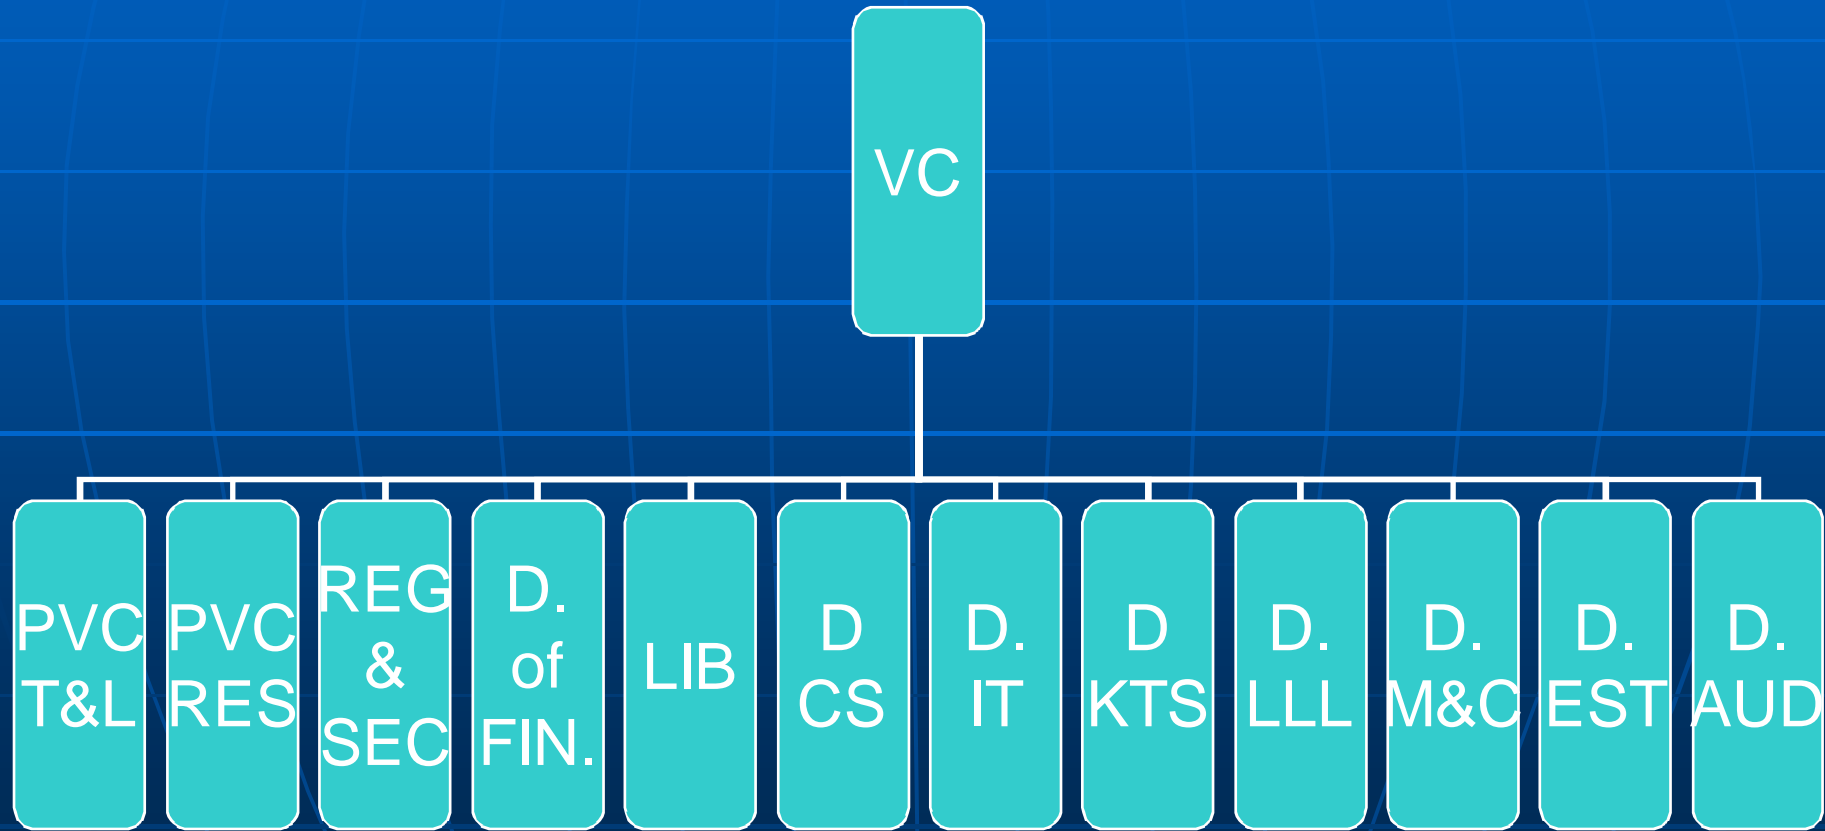 VC
PVC
T&L
PVC
RES
REG
&
SEC
D.
of
FIN.
LIB
D
CS
D.
IT
D
KTS
D.
LLL
D.
M&C
D.
EST
D.
AUD